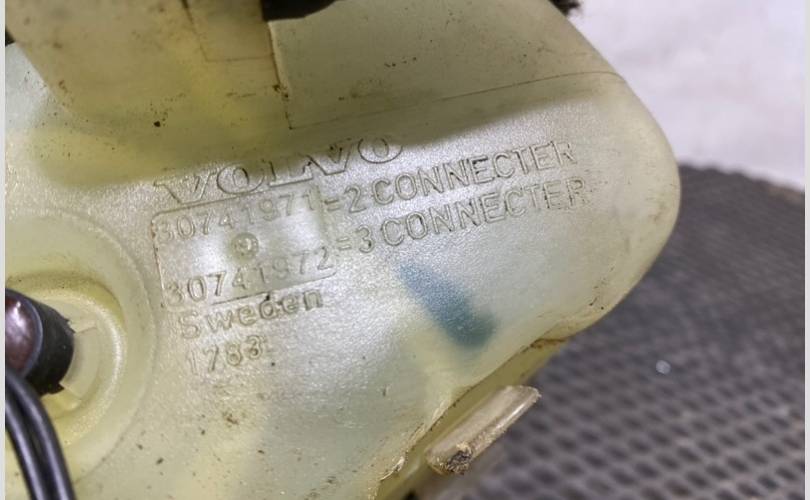 VOLVO
30741971=2 CONNECTER
30741972=3 CONNECTER
Sweden
1783